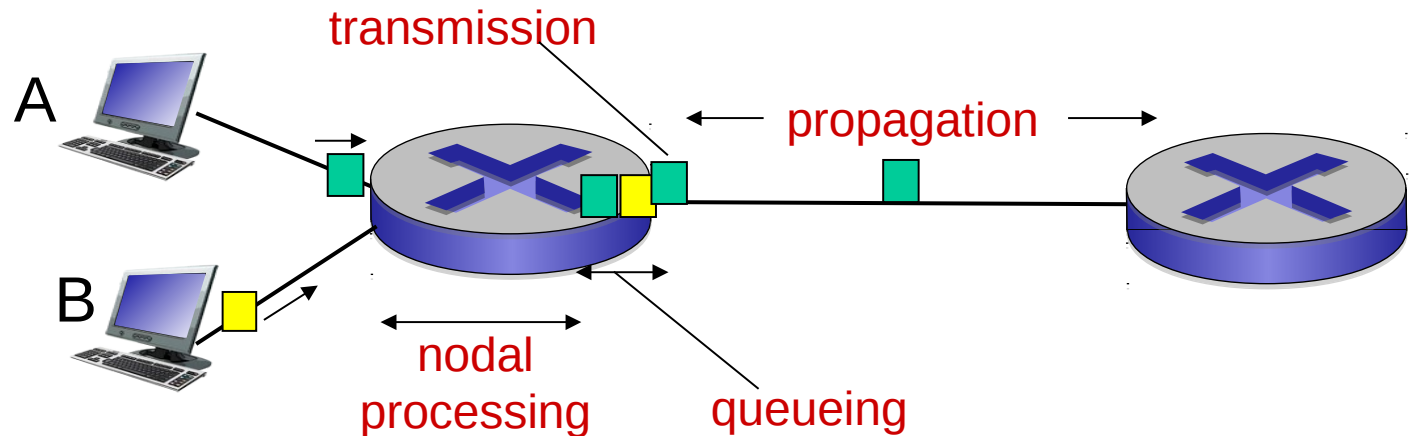 transmission
A
propagation
B
nodal
processing
queueing